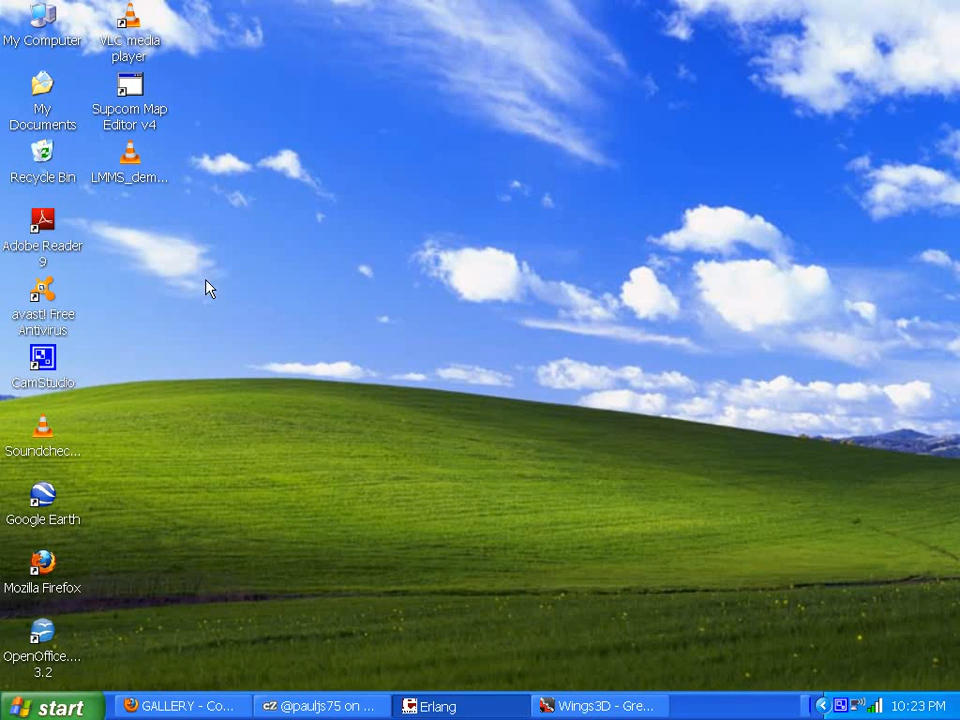 My Computer
VLC media
player
My
Documents
Supcom Map
Editor v4
Recycle Bin
LMMS_dem...
Adobe Reader
9
avast! Free
Antivirus
CamStudio
Soundchec...
Google Earth
Mozilla Firefox
OpenOffice....
3.2
start
GALLERY - Co...
cZ @pauljs75 on ...
Erlang
Wings3D - Gre...
10:23 PM